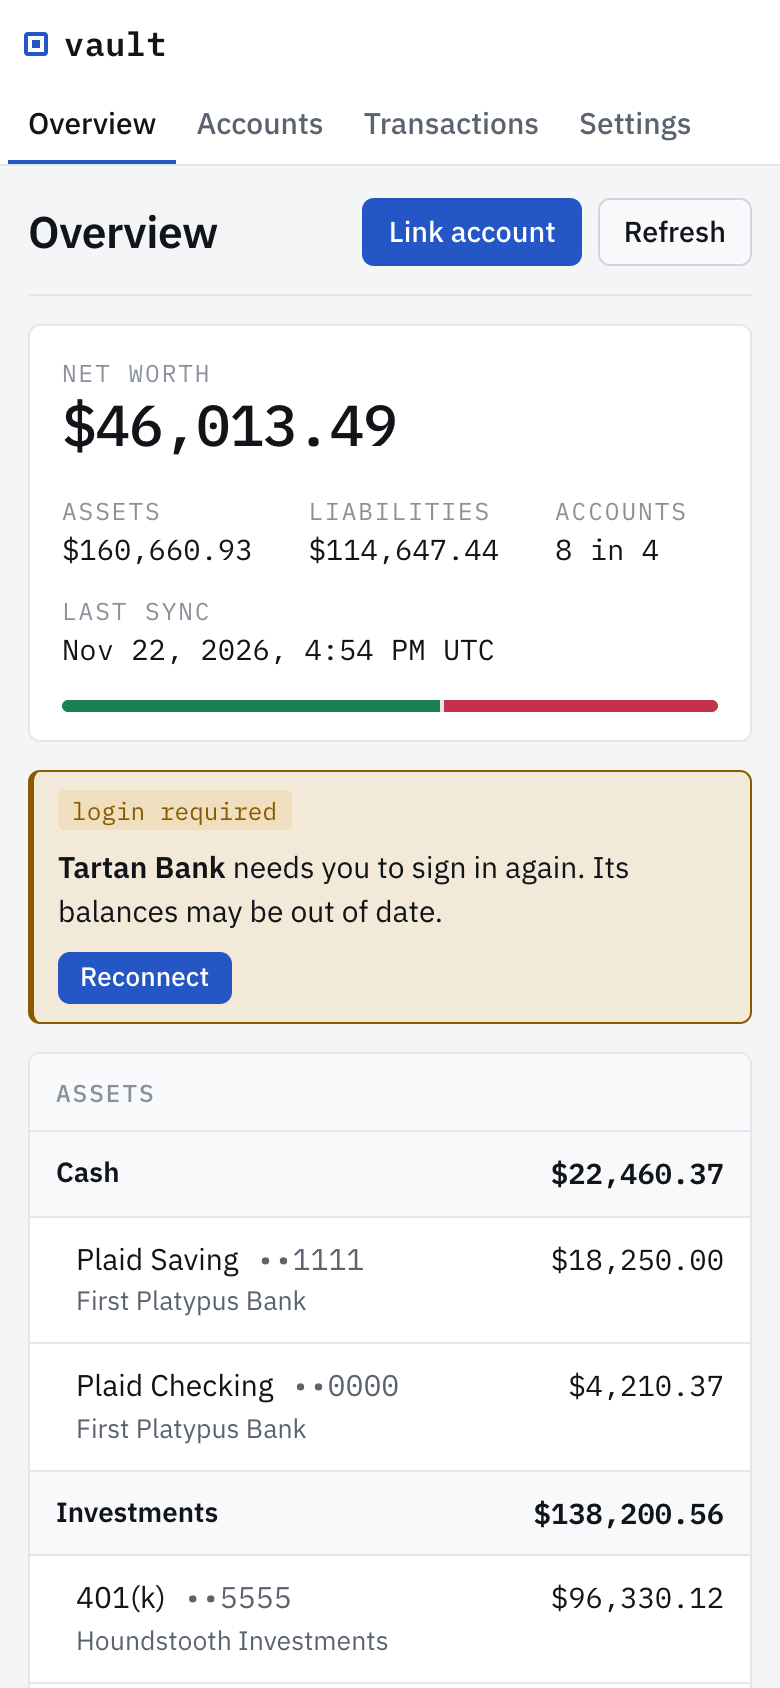 vault
Overview Accounts Transactions Settings
Overview Link account Refresh
NET WORTH
$46,013.49
ASSETS LIABILITIES ACCOUNTS
$160,660.93 $114,647.44 8 in 4
LAST SYNC
Nov 22, 2026, 4:54 PM UTC
login required
Tartan Bank needs you to sign in again. Its
balances may be out of date.
Reconnect
ASSETS
Cash $22,460.37
Plaid Saving ••1111 $18,250.00
First Platypus Bank
Plaid Checking ••0000 $4,210.37
First Platypus Bank
Investments $138,200.56
401(k) ••5555 $96,330.12
Houndstooth Investments